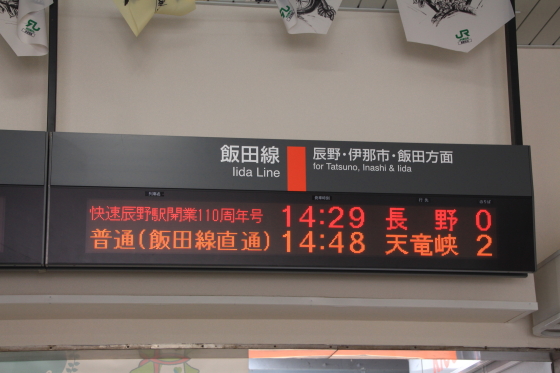 飯田線
Iida Line
辰野・伊那市・飯田方面
for Tatsuno, Inashi & Iida
快速辰野駅開業110周年号 14:29 長野 0
普通(飯田線直通) 14:48 天竜峡 2